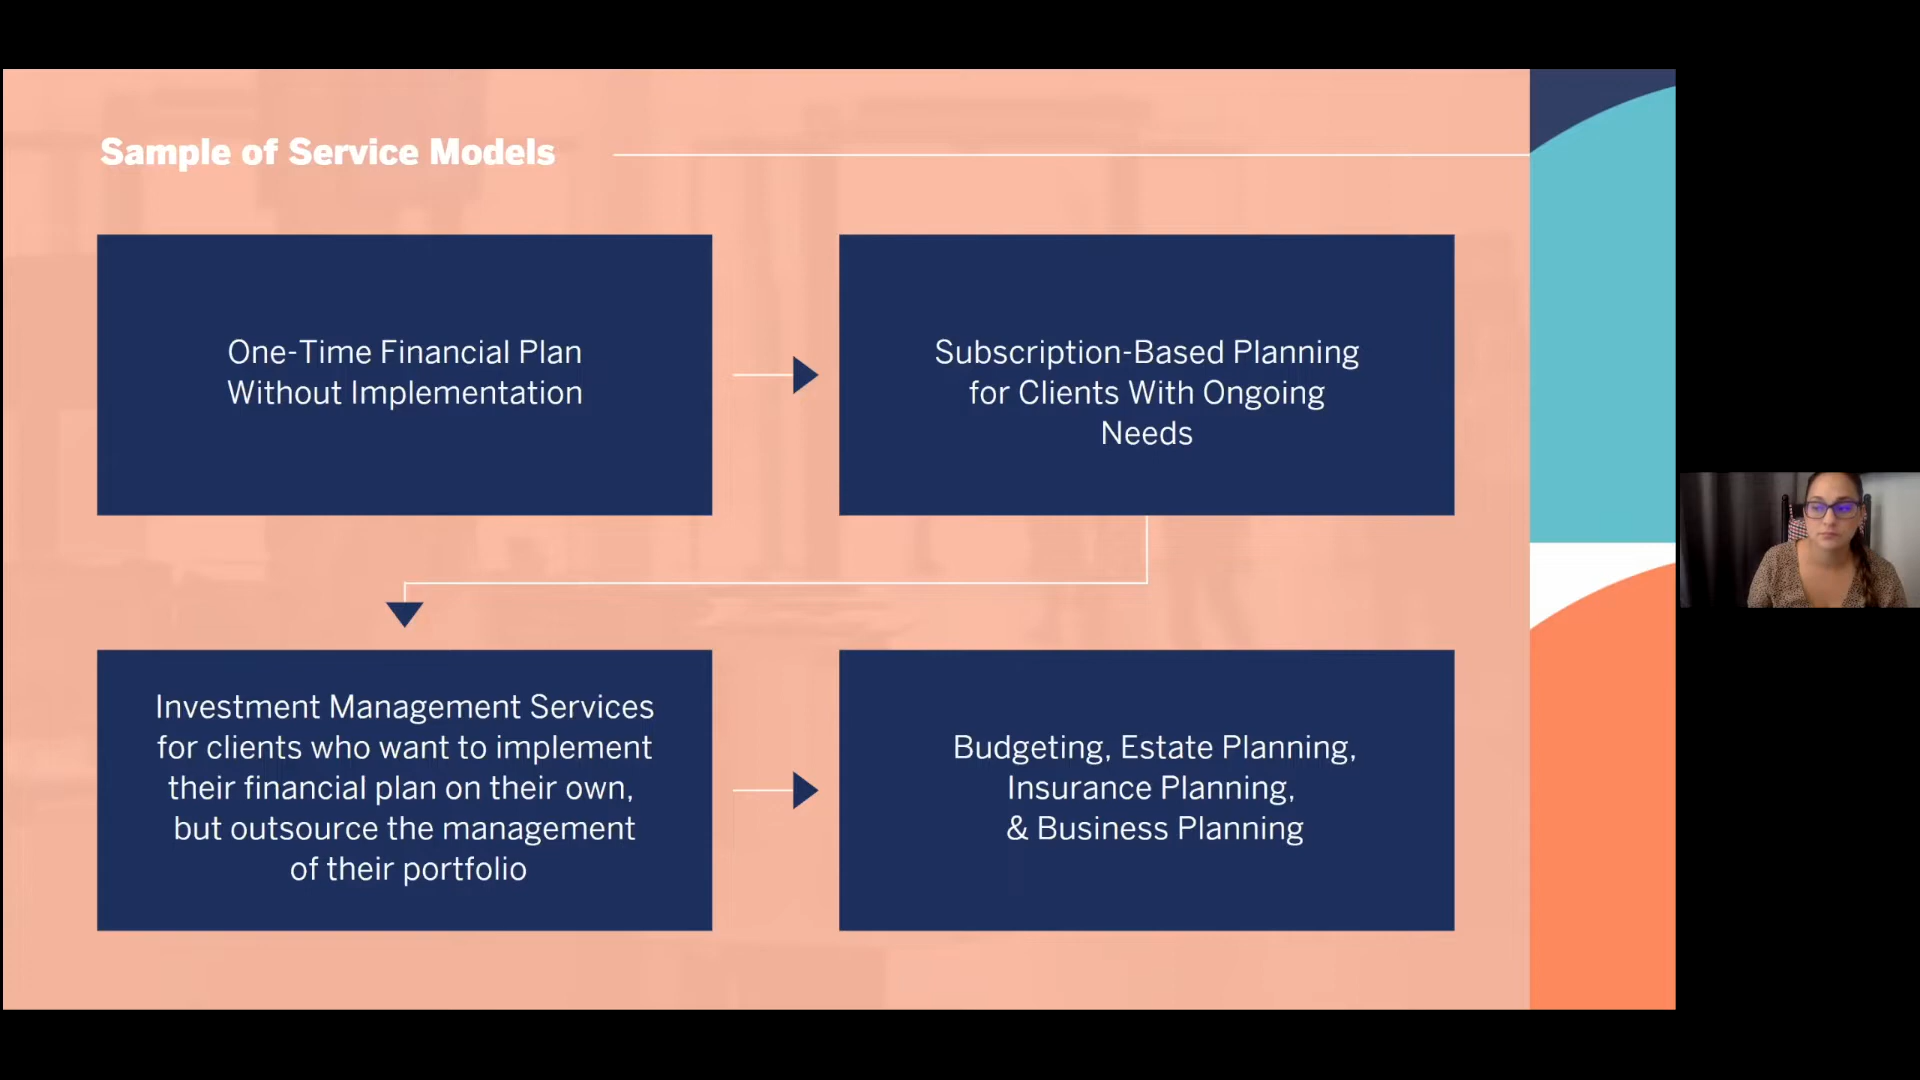 Sample of Service Models
One-Time Financial Plan
Without Implementation
Subscription-Based Planning
for Clients With Ongoing
Needs
Investment Management Services
for clients who want to implement
their financial plan on their own,
but outsource the management
of their portfolio
Budgeting, Estate Planning,
Insurance Planning,
& Business Planning